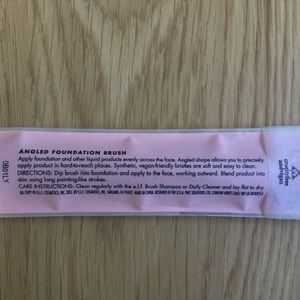 ANGLED FOUNDATION BRUSH
Apply foundation and other liquid products evenly across the face. Angled shape allows you to precisely
apply product in hard-to-reach places. Synthetic, vegan-friendly bristles are soft and easy to clean.
DIRECTIONS: Dip brush into foundation and apply to the face, working outward. Blend product into
skin using long painting-like strokes.
CARE INSTRUCTIONS: Clean regularly with the e.l.f. Brush Shampoo or Daily Cleaner and lay flat to dry.